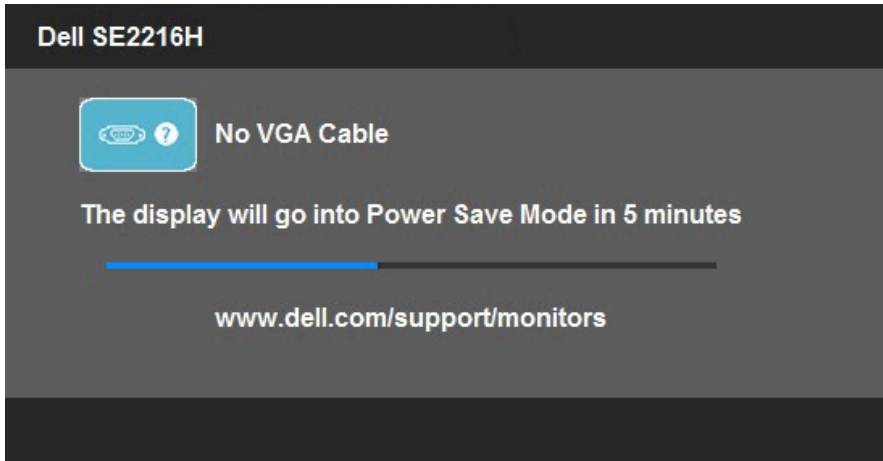 Dell SE2216H
? No VGA Cable
The display will go into Power Save Mode in 5 minutes
www.dell.com/support/monitors